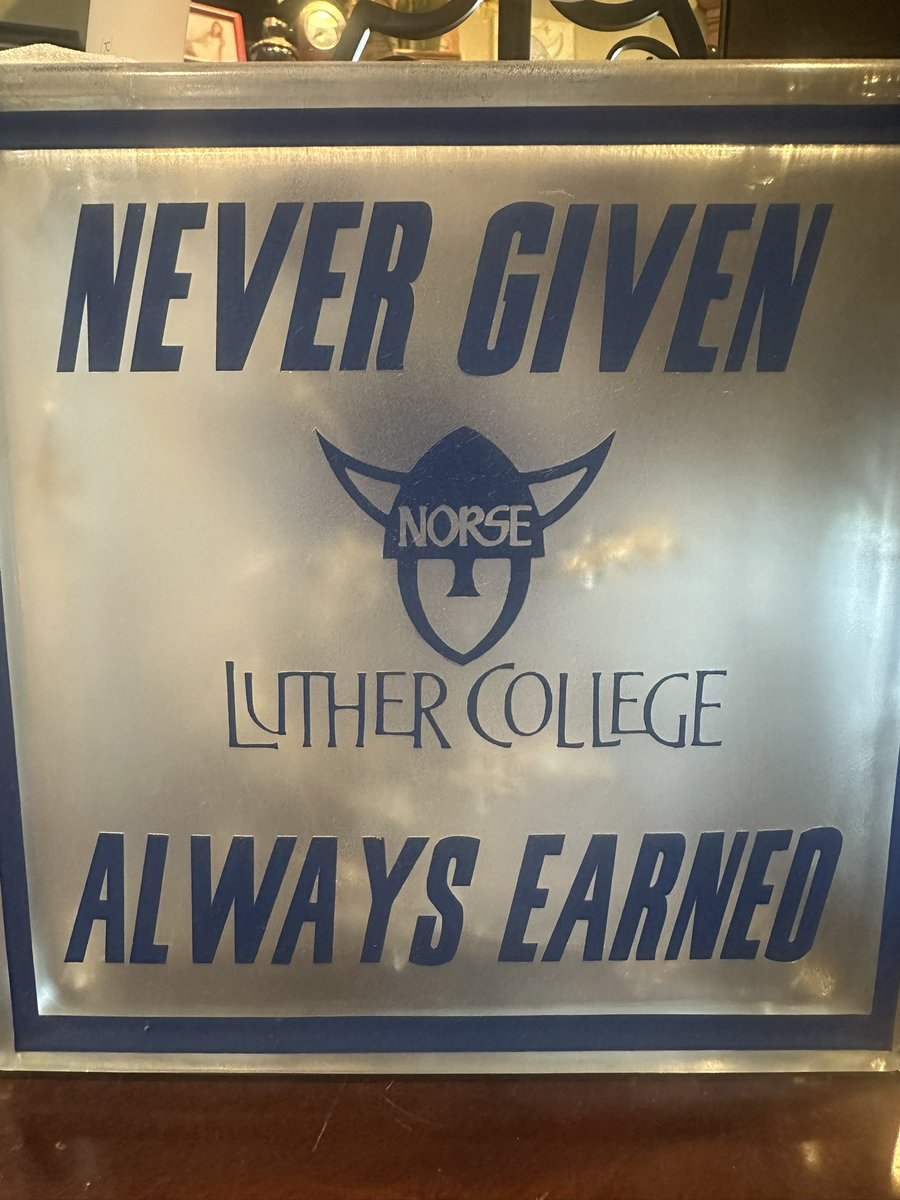 NEVER GIVEN
NORSE
LUTHER COLLEGE
ALWAYS EARNED